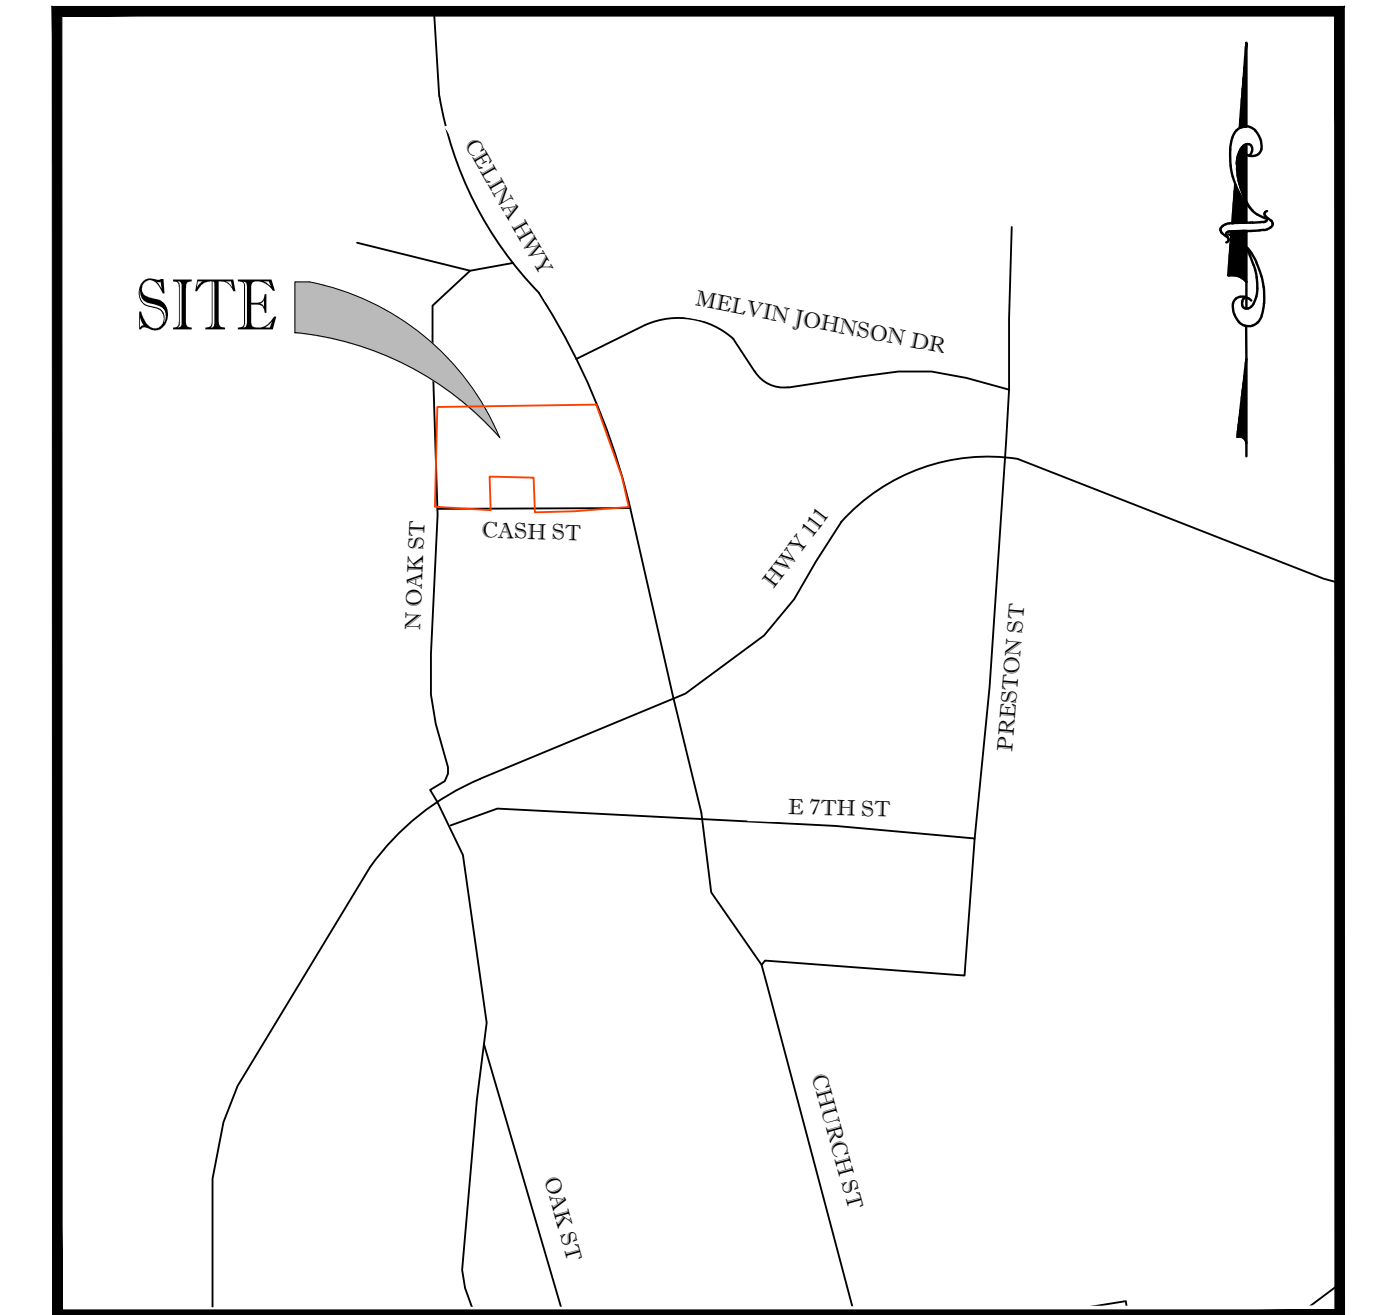 CELINA HWY
SITE
MELVIN JOHNSON DR
CASH ST
N OAK ST
HWY 111
PRESTON ST
E 7TH ST
CHURCH ST
OAK ST